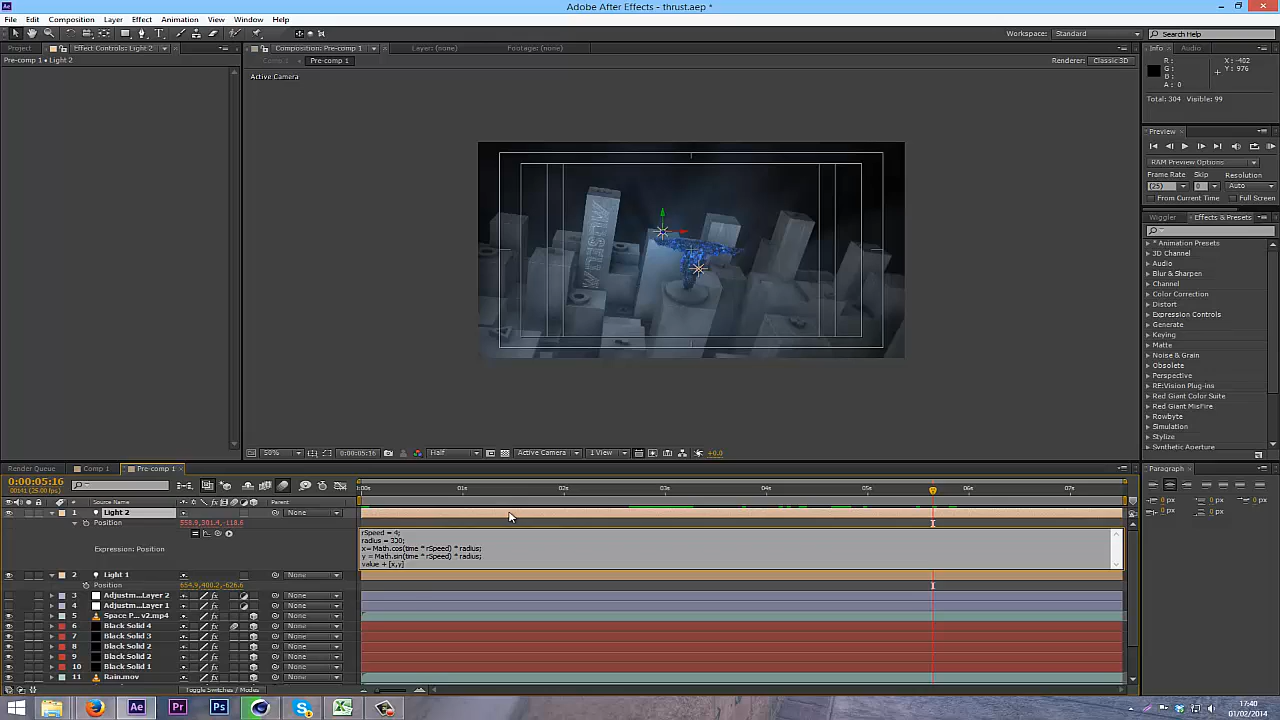 Adobe After Effects - thrust.aep *
File Edit Composition Layer Effect Animation View Window Help
Workspace: Standard
Search Help
Project Effect Controls: Light 2
Composition: Pre-comp 1 Layer: (none) Footage: (none)
Info Audio
Pre-comp 1 • Light 2
Comp 1 Pre-comp 1
Renderer: Classic 3D
Active Camera
R :
G :
B :
A : 0
X : -402
Y : 976
Total: 304 Visible: 99
Preview
RAM Preview Options
Frame Rate Skip Resolution
(25) 0 Auto
From Current Time Full Screen
Wiggler Effects & Presets
* Animation Presets
3D Channel
Audio
Blur & Sharpen
Channel
Color Correction
Distort
Expression Controls
Generate
Keying
Matte
Noise & Grain
Obsolete
Perspective
RE:Vision Plug-ins
Red Giant Color Suite
Red Giant MisFire
Rowbyte
Simulation
Stylize
Synthetic Aperture
MUSELIM
50% 0:00:05:16 Half Active Camera 1 View +0.0
Render Queue Comp 1 Pre-comp 1
Paragraph
0:00:05:16
00141 (25.00 fps)
# Source Name Parent
00s 01s 02s 03s 04s 05s 06s 07s
1 Light 2 None
Position 558.9,301.4,-118.6
Expression: Position
rSpeed = 4;
radius = 300;
x= Math.cos(time * rSpeed) * radius;
y = Math.sin(time * rSpeed) * radius;
value + [x,y]
2 Light 1 None
Position 654.9,400.2,-626.6
3 Adjustm...Layer 2 None
4 Adjustm...Layer 1 None
5 Space P... v2.mp4 None
6 Black Solid 4 None
7 Black Solid 3 None
8 Black Solid 2 None
9 Black Solid 2 None
10 Black Solid 1 None
11 Rain.mov None
Toggle Switches / Modes
0 px 0 px 0 px
0 px 0 px
17:40
01/02/2014